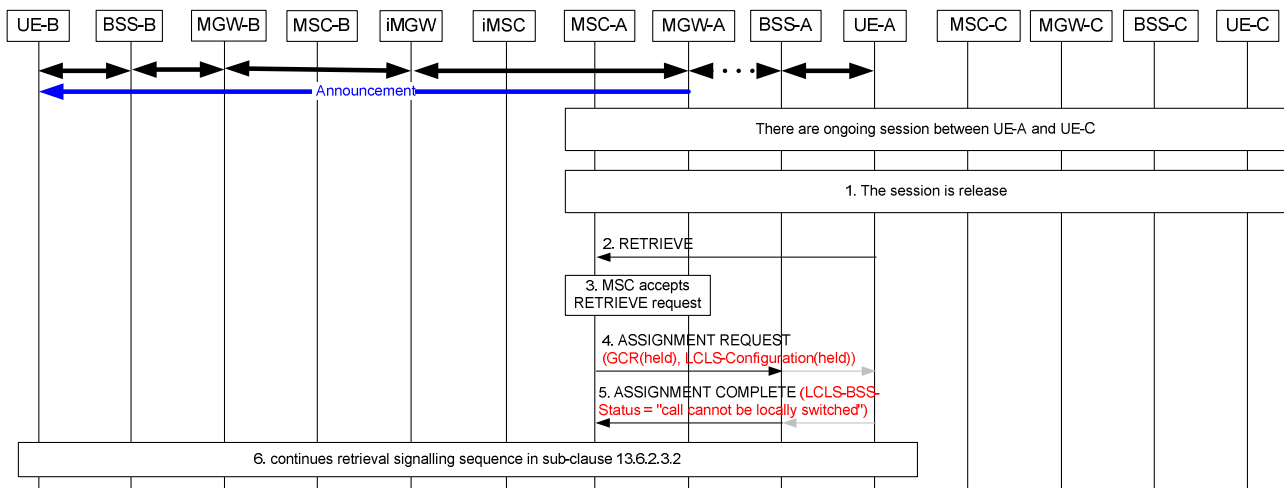 UE-B BSS-B MGW-B MSC-B iMGW iMSC MSC-A MGW-A BSS-A UE-A MSC-C MGW-C BSS-C UE-C
Announcement
There are ongoing session between UE-A and UE-C
1. The session is release
2. RETRIEVE
3. MSC accepts
RETRIEVE request
4. ASSIGNMENT REQUEST
(GCR(held), LCLS-Configuration(held))
5. ASSIGNMENT COMPLETE (LCLS-BSS-
Status = "call cannot be locally switched")
6. continues retrieval signalling sequence in sub-clause 13.6.2.3.2